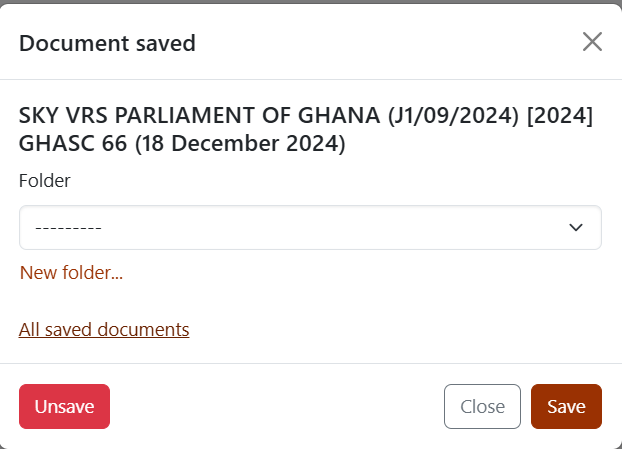 Document saved
SKY VRS PARLIAMENT OF GHANA (J1/09/2024) [2024]
GHASC 66 (18 December 2024)
Folder
---------
New folder...
All saved documents
Unsave
Close
Save